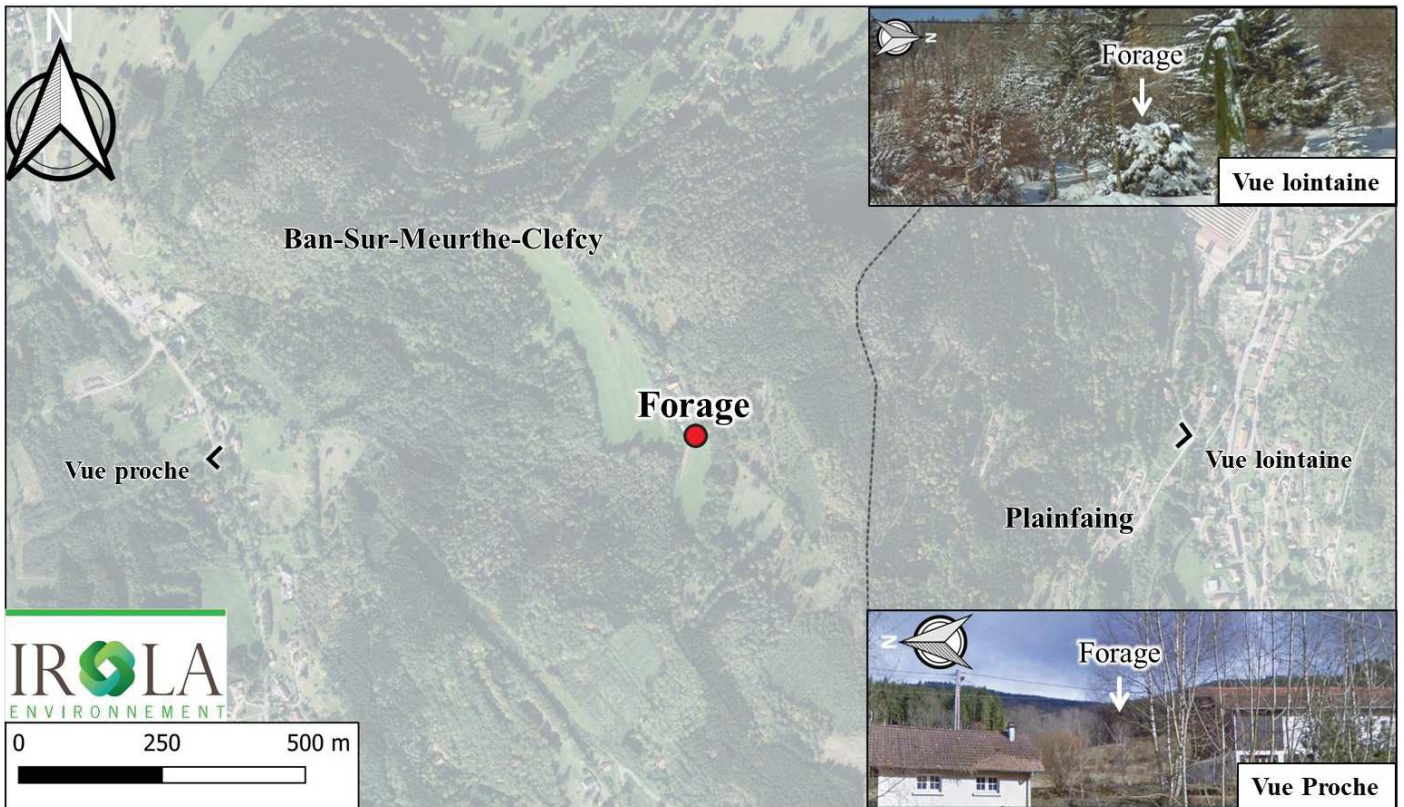 N
N
Forage
Vue lointaine
Ban-Sur-Meurthe-Clefcy
Forage
Vue proche
Vue lointaine
Plainfaing
IROLA
ENVIRONNEMENT
0 250 500 m
N
Forage
Vue Proche